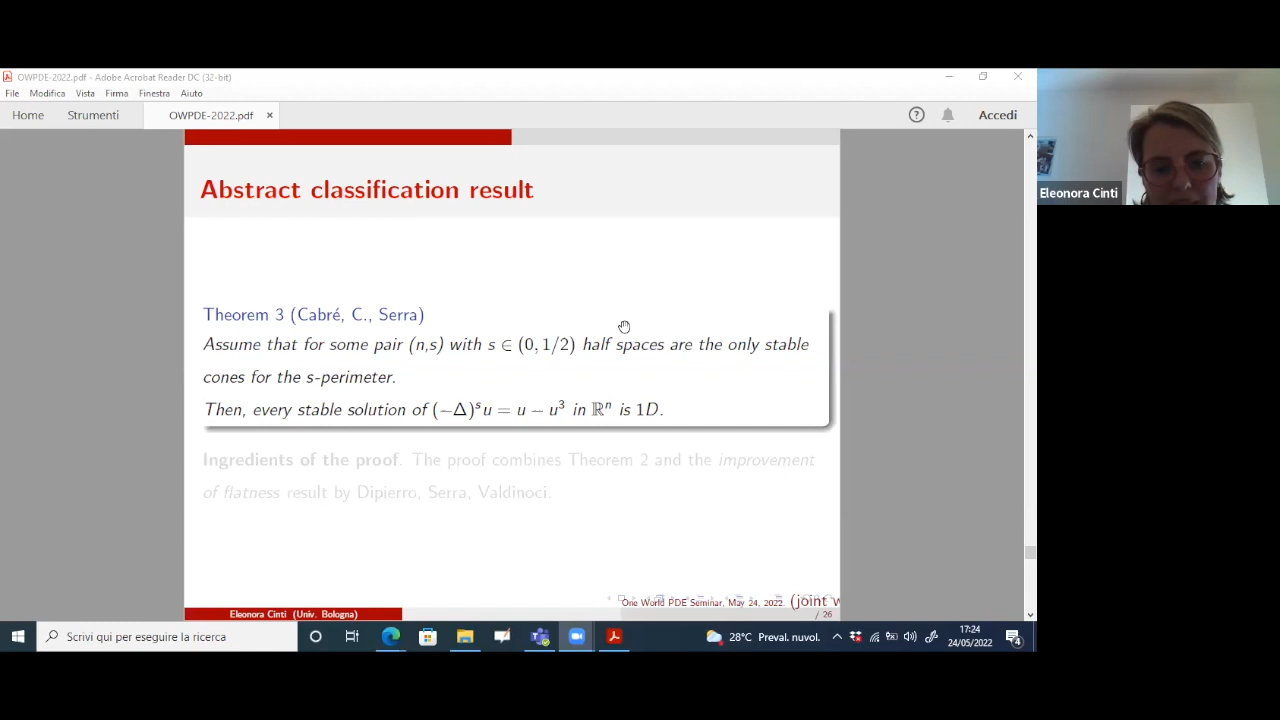 OWPDE-2022.pdf - Adobe Acrobat Reader DC (32-bit)
File Modifica Vista Firma Finestra Aiuto
Home Strumenti OWPDE-2022.pdf × Accedi
Eleonora Cinti
Abstract classification result
Theorem 3 (Cabré, C., Serra)
Assume that for some pair (n,s) with s ∈ (0, 1/2) half spaces are the only stable
cones for the s-perimeter.
Then, every stable solution of (−Δ)^s u = u − u³ in ℝⁿ is 1D.
Ingredients of the proof. The proof combines Theorem 2 and the improvement
of flatness result by Dipierro, Serra, Valdinoci.
One World PDE Seminar, May 24, 2022. (joint w
Eleonora Cinti (Univ. Bologna) / 26
Scrivi qui per eseguire la ricerca
28°C Preval. nuvol.
17:24
24/05/2022
4